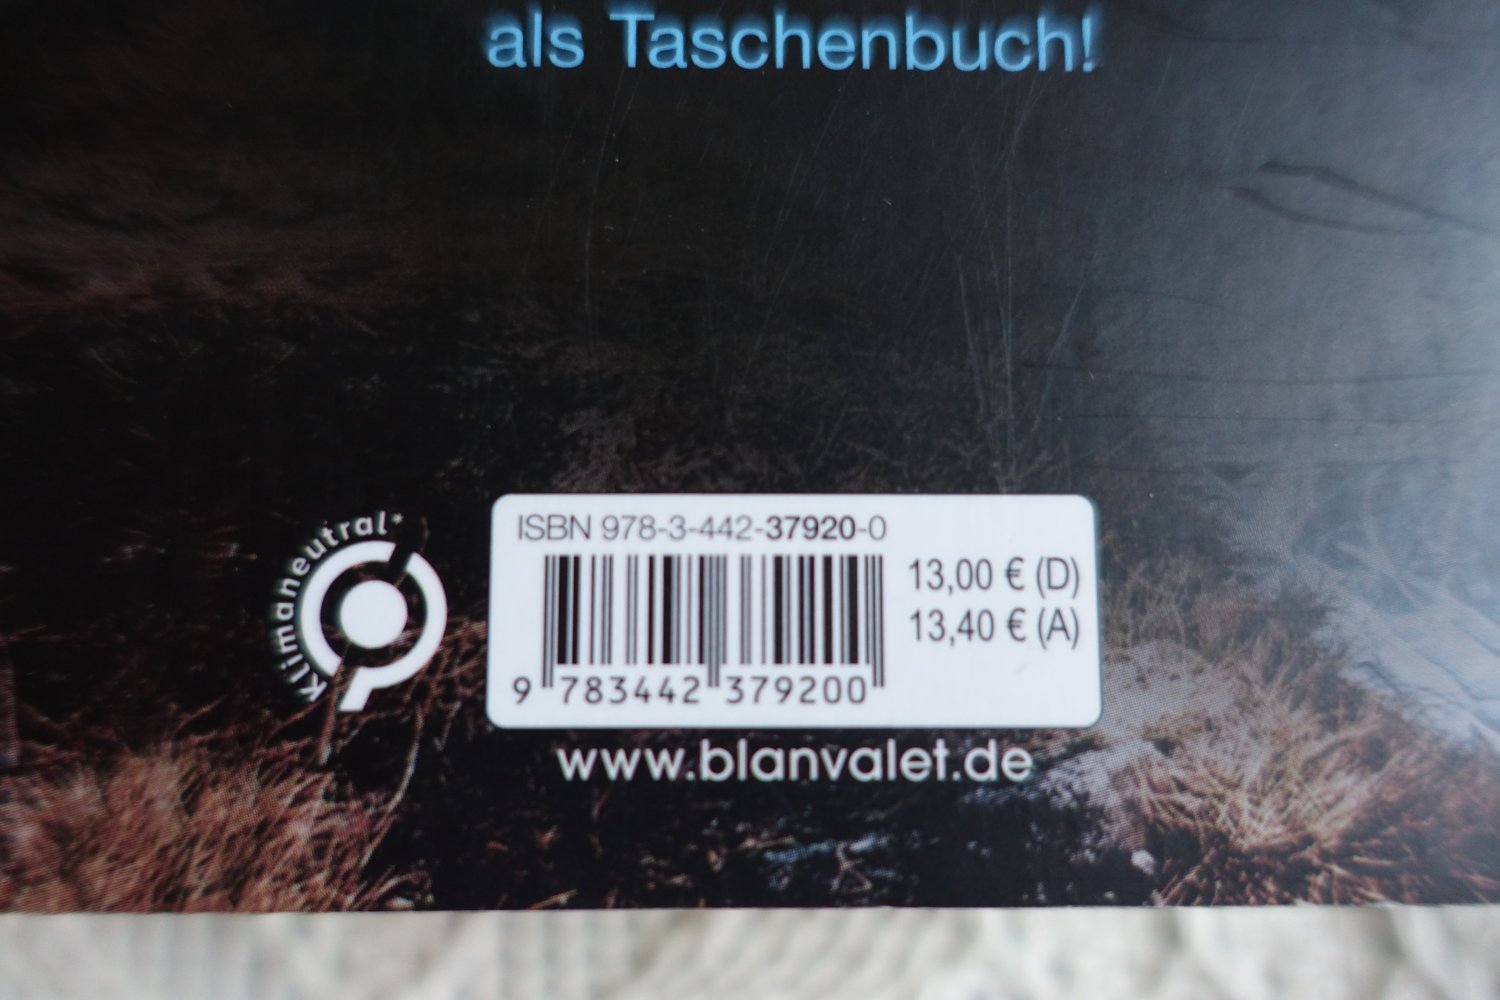 als Taschenbuch!
klimaneutral*
ISBN 978-3-442-37920-0
13,00 € (D)
13,40 € (A)
9 783442 379200
www.blanvalet.de